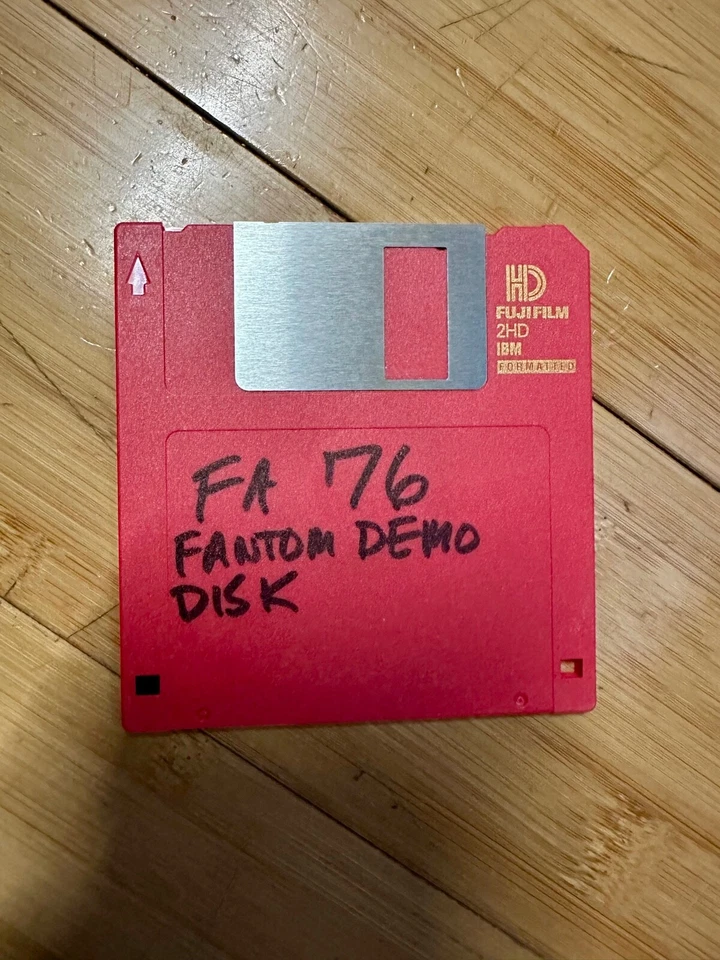 HD
FUJIFILM
2HD
IBM
FORMATTED
FA 76
FANTOM DEMO
DISK